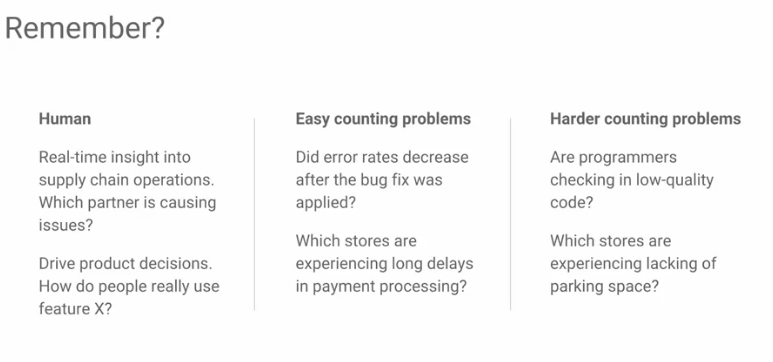 Remember?
Human
Real-time insight into
supply chain operations.
Which partner is causing
issues?
Drive product decisions.
How do people really use
feature X?
Easy counting problems
Did error rates decrease
after the bug fix was
applied?
Which stores are
experiencing long delays
in payment processing?
Harder counting problems
Are programmers
checking in low-quality
code?
Which stores are
experiencing lacking of
parking space?